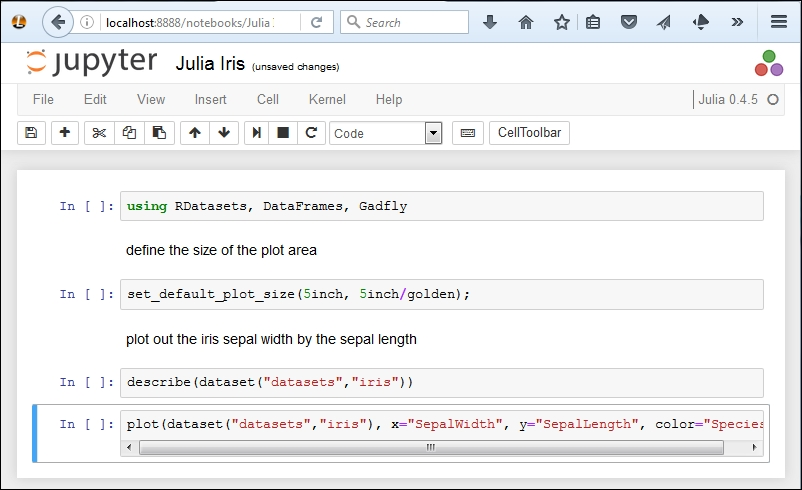 localhost:8888/notebooks/Julia
Search
jupyter Julia Iris (unsaved changes)
File Edit View Insert Cell Kernel Help Julia 0.4.5
Code CellToolbar
In [ ]: using RDatasets, DataFrames, Gadfly
define the size of the plot area
In [ ]: set_default_plot_size(5inch, 5inch/golden);
plot out the iris sepal width by the sepal length
In [ ]: describe(dataset("datasets","iris"))
In [ ]: plot(dataset("datasets","iris"), x="SepalWidth", y="SepalLength", color="Species